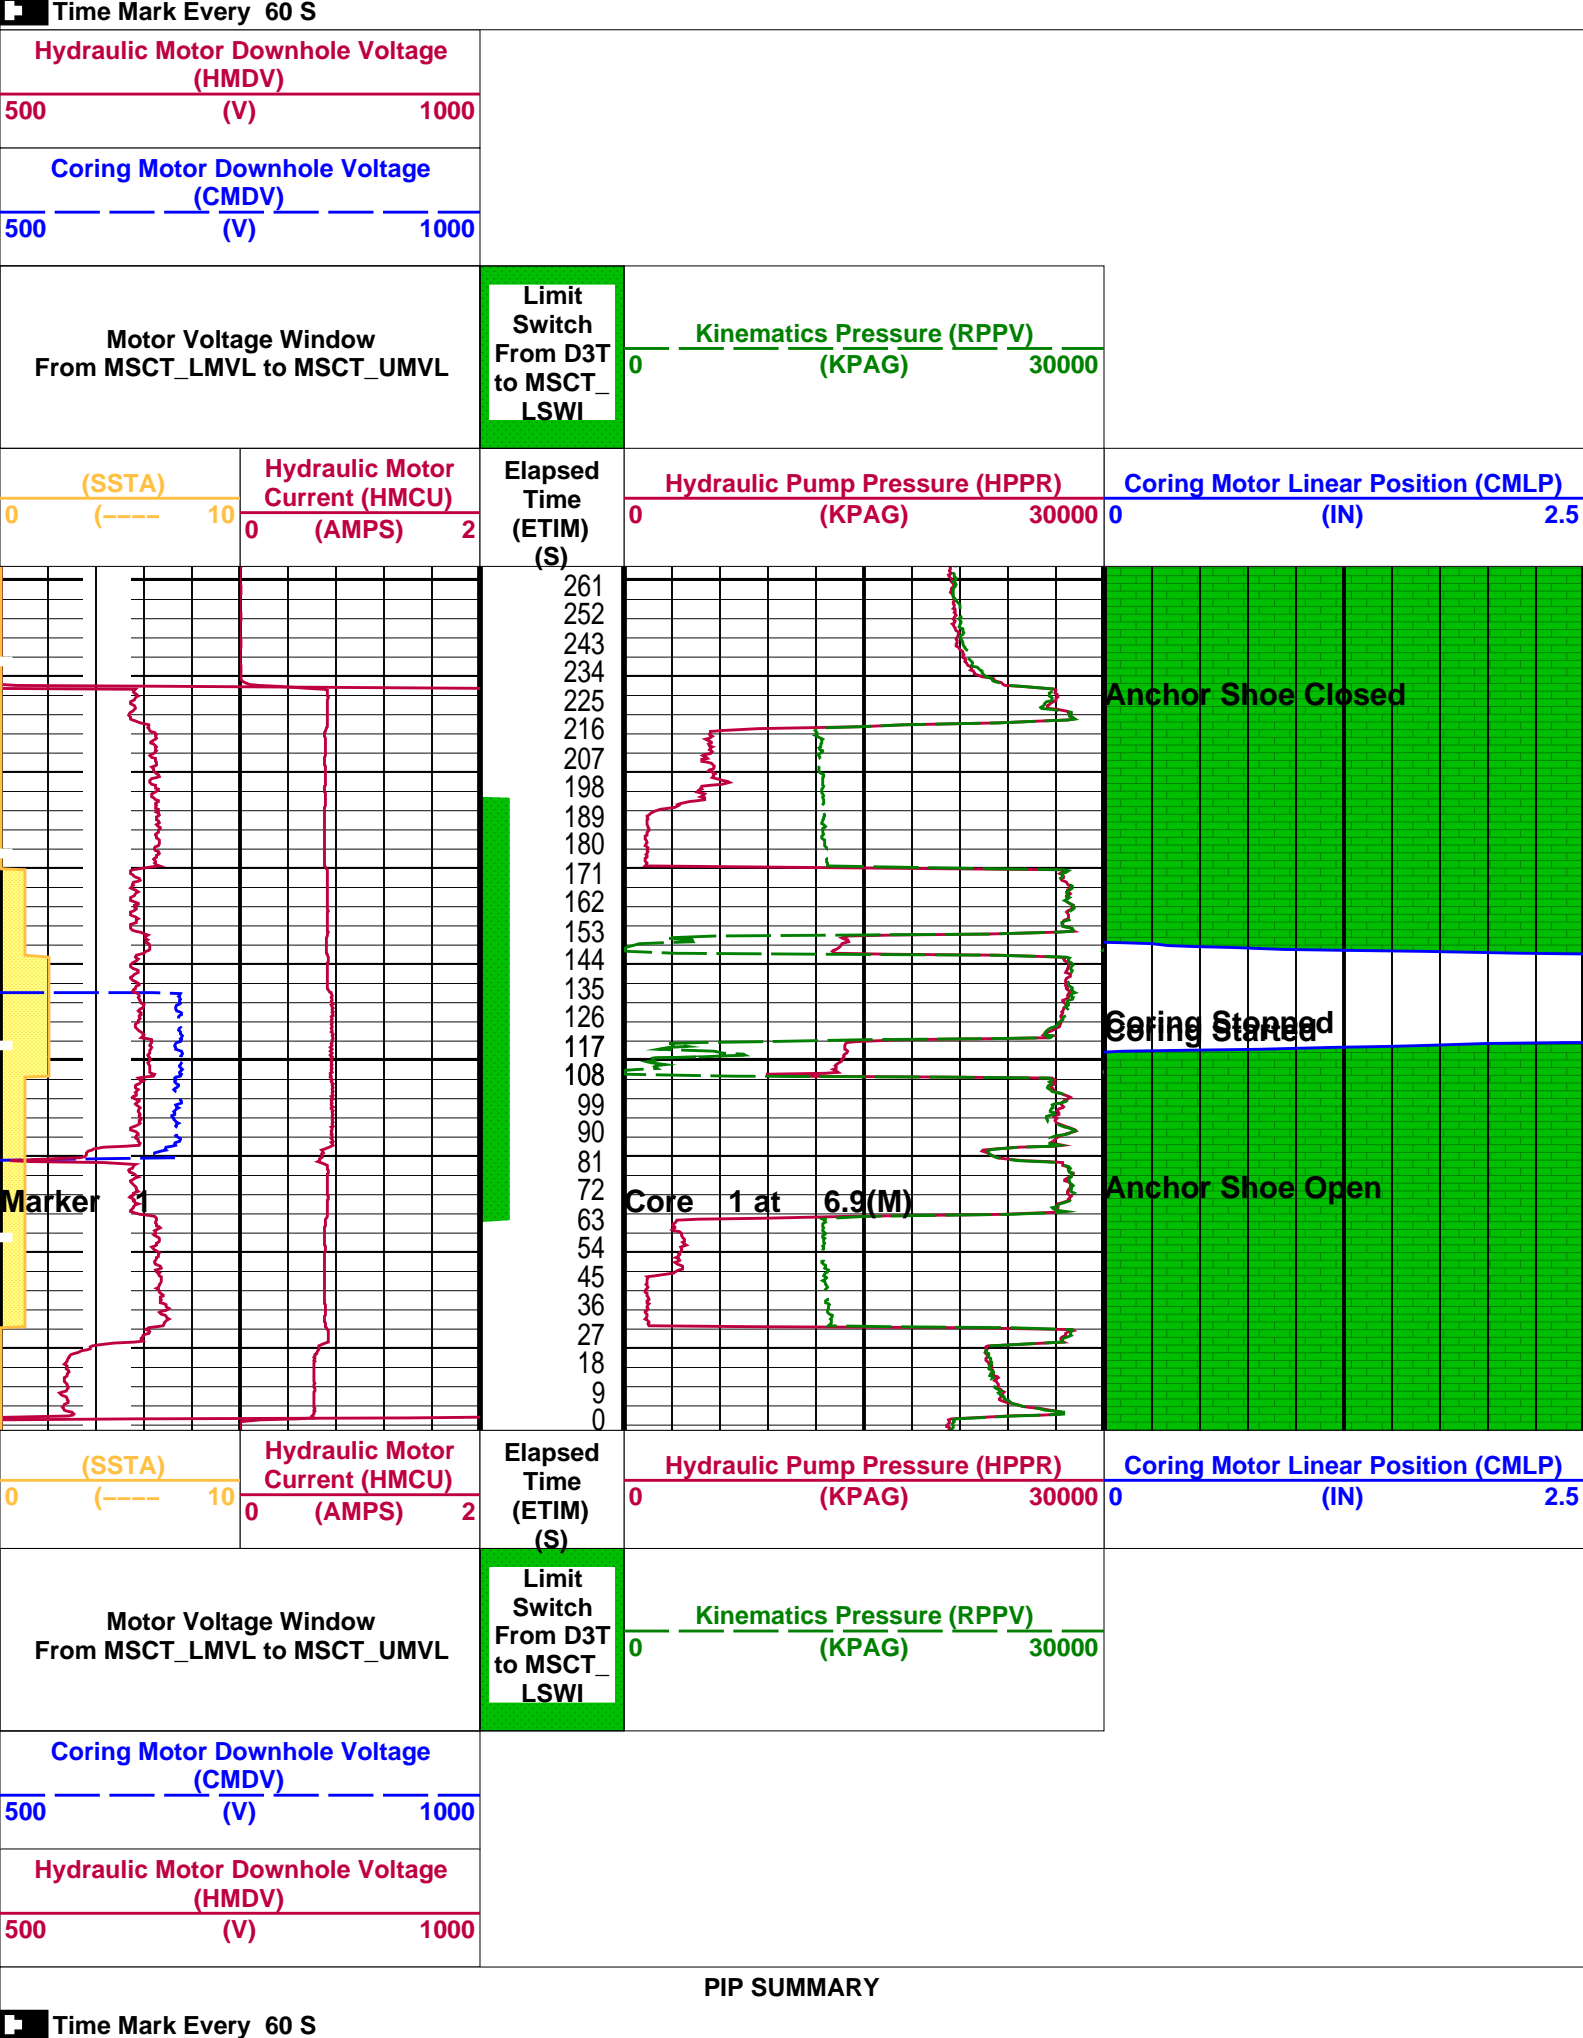 Time Mark Every 60 S
Hydraulic Motor Downhole Voltage
(HMDV)
500 (V) 1000
Coring Motor Downhole Voltage
(CMDV)
500 (V) 1000
Motor Voltage Window
From MSCT_LMVL to MSCT_UMVL
Limit
Switch
From D3T
to MSCT_
LSWI
Kinematics Pressure (RPPV)
0 (KPAG) 30000
(SSTA)
0 (---- 10
Hydraulic Motor
Current (HMCU)
0 (AMPS) 2
Elapsed
Time
(ETIM)
(S)
Hydraulic Pump Pressure (HPPR)
0 (KPAG) 30000
Coring Motor Linear Position (CMLP)
0 (IN) 2.5
261
252
243
234
225
Anchor Shoe Closed
216
207
198
189
180
171
162
153
144
135
126
Coring Stopped
Coring Started
117
108
99
90
81
72
Marker 1
Core 1 at 6.9(M)
Anchor Shoe Open
63
54
45
36
27
18
9
0
(SSTA)
0 (---- 10
Hydraulic Motor
Current (HMCU)
0 (AMPS) 2
Elapsed
Time
(ETIM)
(S)
Hydraulic Pump Pressure (HPPR)
0 (KPAG) 30000
Coring Motor Linear Position (CMLP)
0 (IN) 2.5
Motor Voltage Window
From MSCT_LMVL to MSCT_UMVL
Limit
Switch
From D3T
to MSCT_
LSWI
Kinematics Pressure (RPPV)
0 (KPAG) 30000
Coring Motor Downhole Voltage
(CMDV)
500 (V) 1000
Hydraulic Motor Downhole Voltage
(HMDV)
500 (V) 1000
PIP SUMMARY
Time Mark Every 60 S